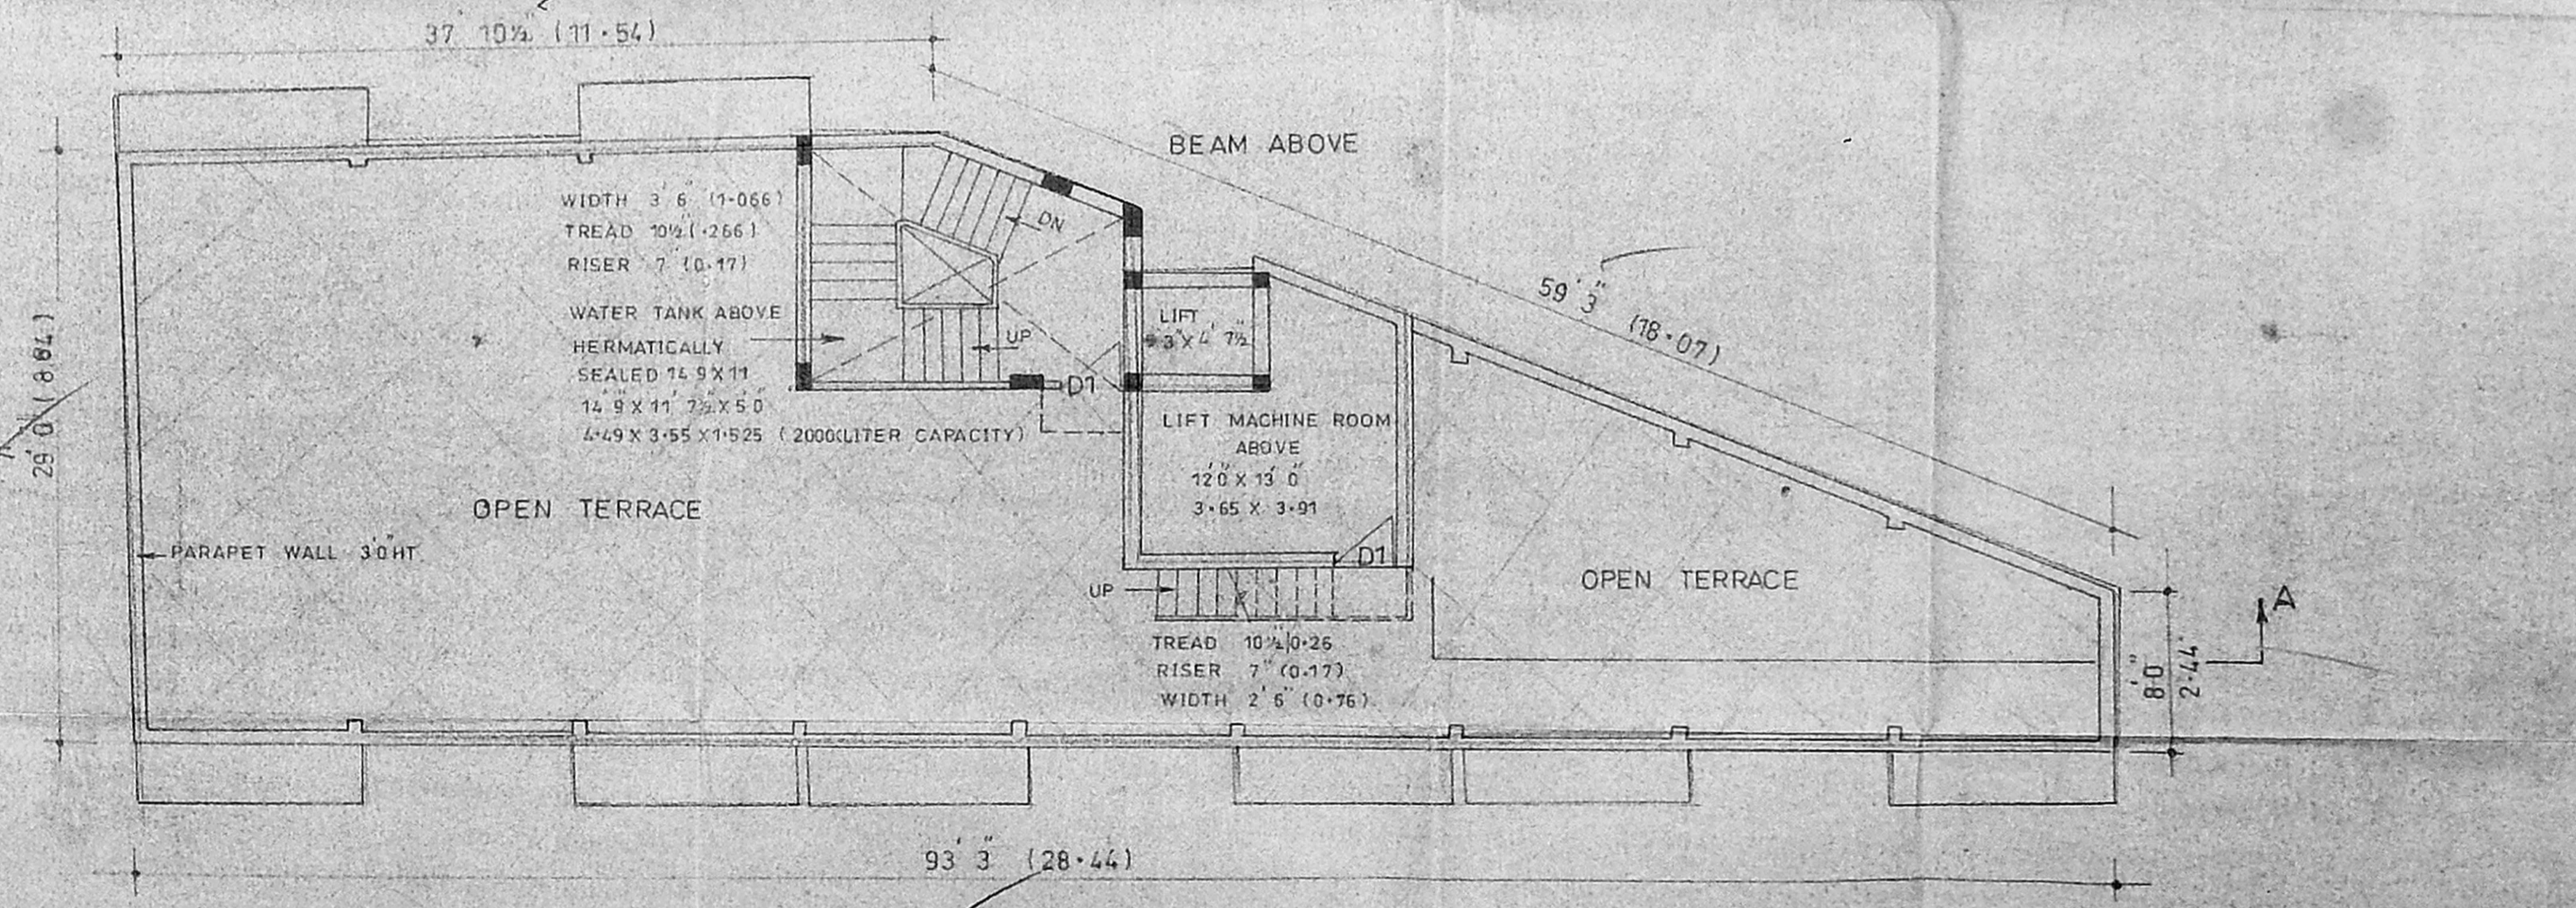 37' 10½" (11·54)
BEAM ABOVE
WIDTH 3' 6" (1·066)
TREAD 10½ (·266)
RISER 7' (0·17)
WATER TANK ABOVE
HERMATICALLY
SEALED 14 9 X 11
14' 9" X 11' 7½" X 5' 0
4·49 X 3·55 X 1·525 (2000 LITER CAPACITY)
DN
UP
D1
LIFT
3" X 4' 7½"
59' 3" (18·07)
29' 0" (8·84)
LIFT MACHINE ROOM
ABOVE
12' 0" X 13' 0"
3·65 X 3·91
D1
OPEN TERRACE
PARAPET WALL 3' 0" HT
OPEN TERRACE
UP
A
TREAD 10½ 0·26
RISER 7" (0·17)
WIDTH 2' 6" (0·76)
8' 0"
2·44
93' 3" (28·44)